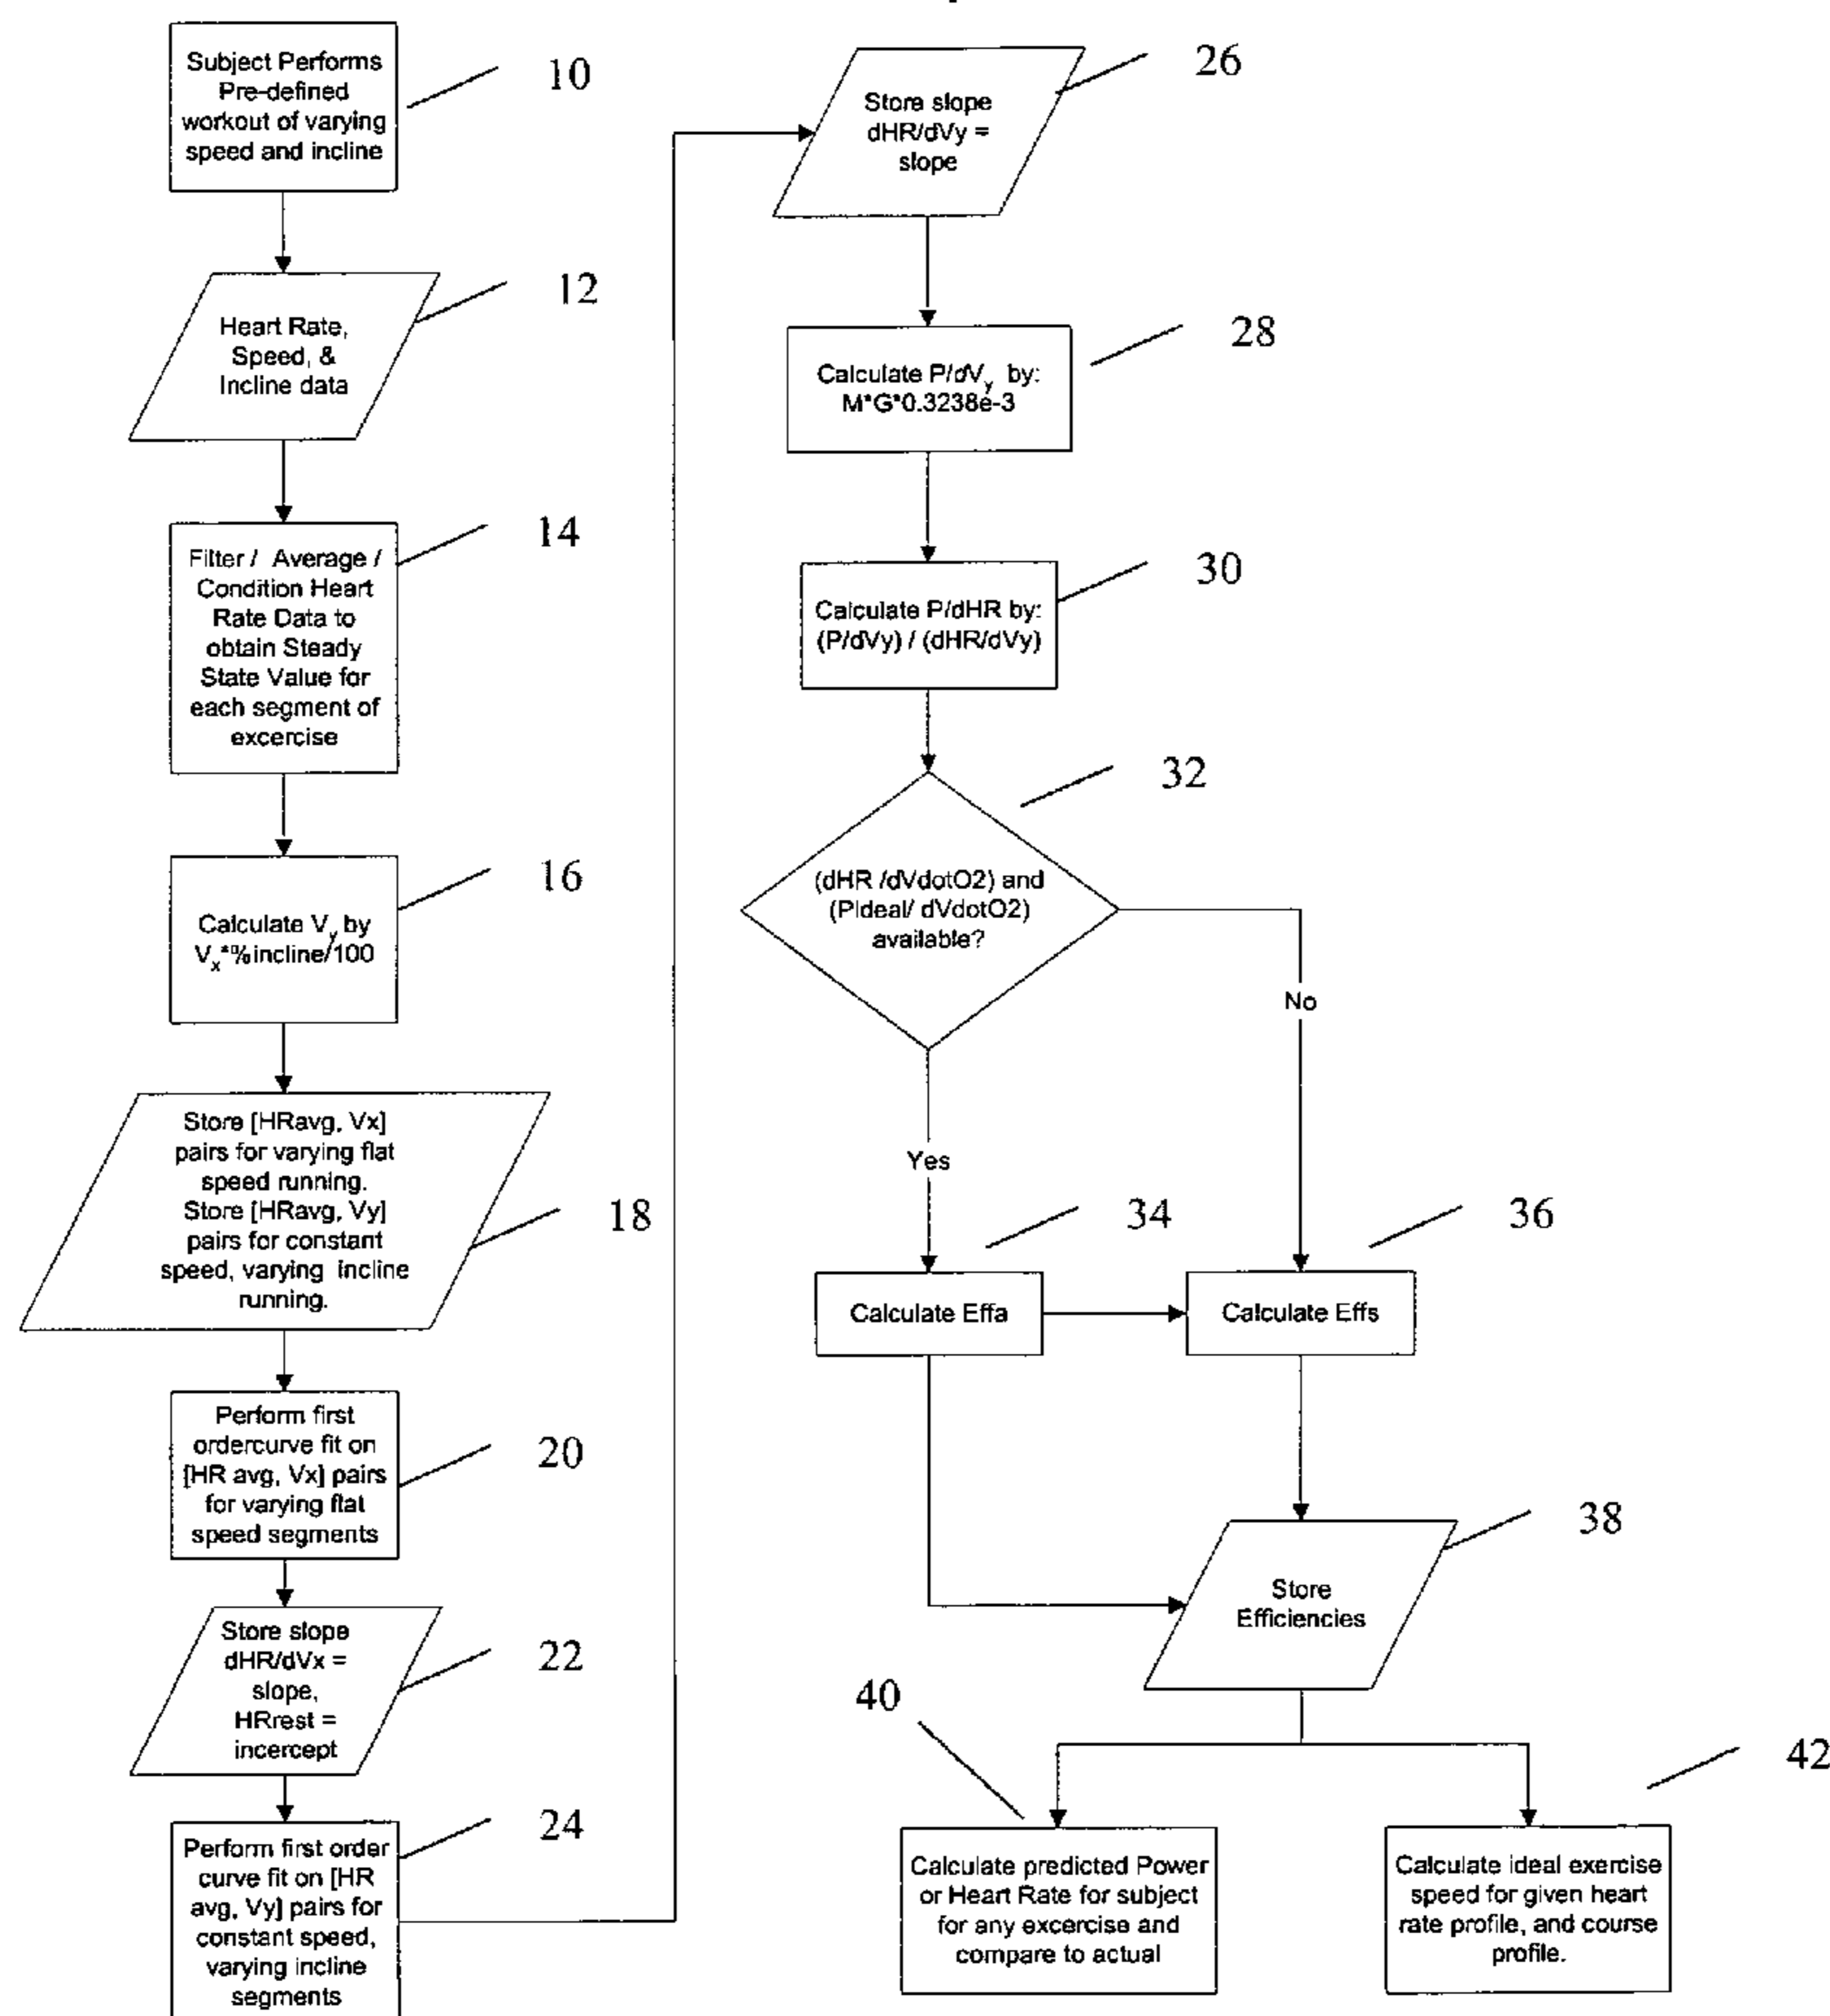 Subject Performs
Pre-defined
workout of varying
speed and incline
10
Heart Rate,
Speed, &
Incline data
12
Filter / Average /
Condition Heart
Rate Data to
obtain Steady
State Value for
each segment of
excercise
14
Calculate Vy by
Vx*%incline/100
16
Store [HRavg, Vx]
pairs for varying flat
speed running.
Store [HRavg, Vy]
pairs for constant
speed, varying incline
running.
18
Perform first
ordercurve fit on
[HR avg, Vx] pairs
for varying flat
speed segments
20
Store slope
dHR/dVx =
slope,
HRrest =
incercept
22
Perform first order
curve fit on [HR
avg, Vy] pairs for
constant speed,
varying incline
segments
24
Store slope
dHR/dVy =
slope
26
Calculate P/dVy by:
M*G*0.3238e-3
28
Calculate P/dHR by:
(P/dVy) / (dHR/dVy)
30
(dHR /dVdotO2) and
(PIdeal/ dVdotO2)
available?
32
No
Yes
Calculate Effa
34
Calculate Effs
36
Store
Efficiencies
38
Calculate predicted Power
or Heart Rate for subject
for any excercise and
compare to actual
40
Calculate ideal exercise
speed for given heart
rate profile, and course
profile.
42